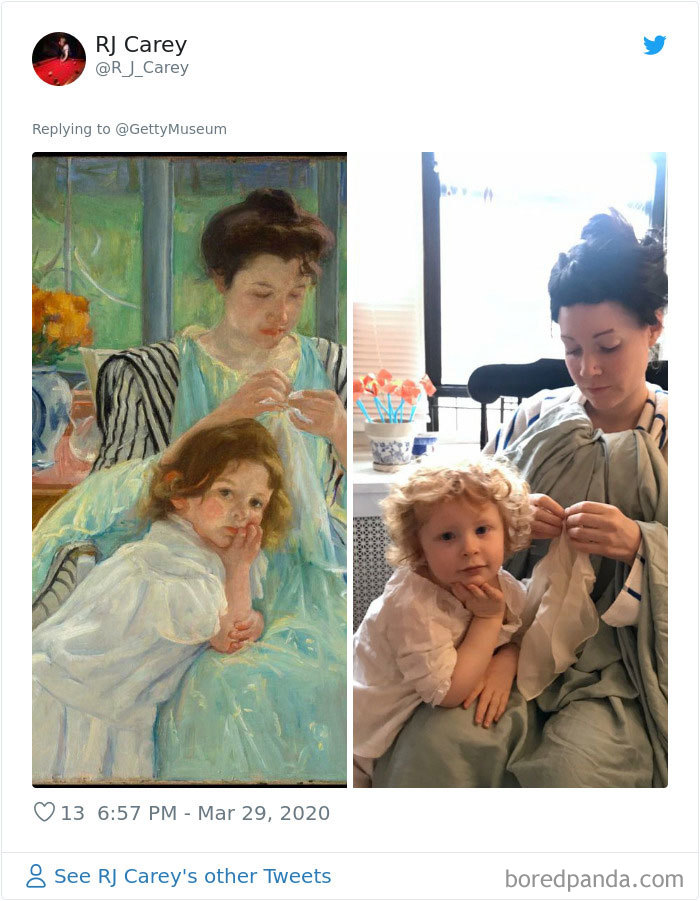 RJ Carey
@R_J_Carey
Replying to @GettyMuseum
13 6:57 PM - Mar 29, 2020
See RJ Carey's other Tweets
boredpanda.com